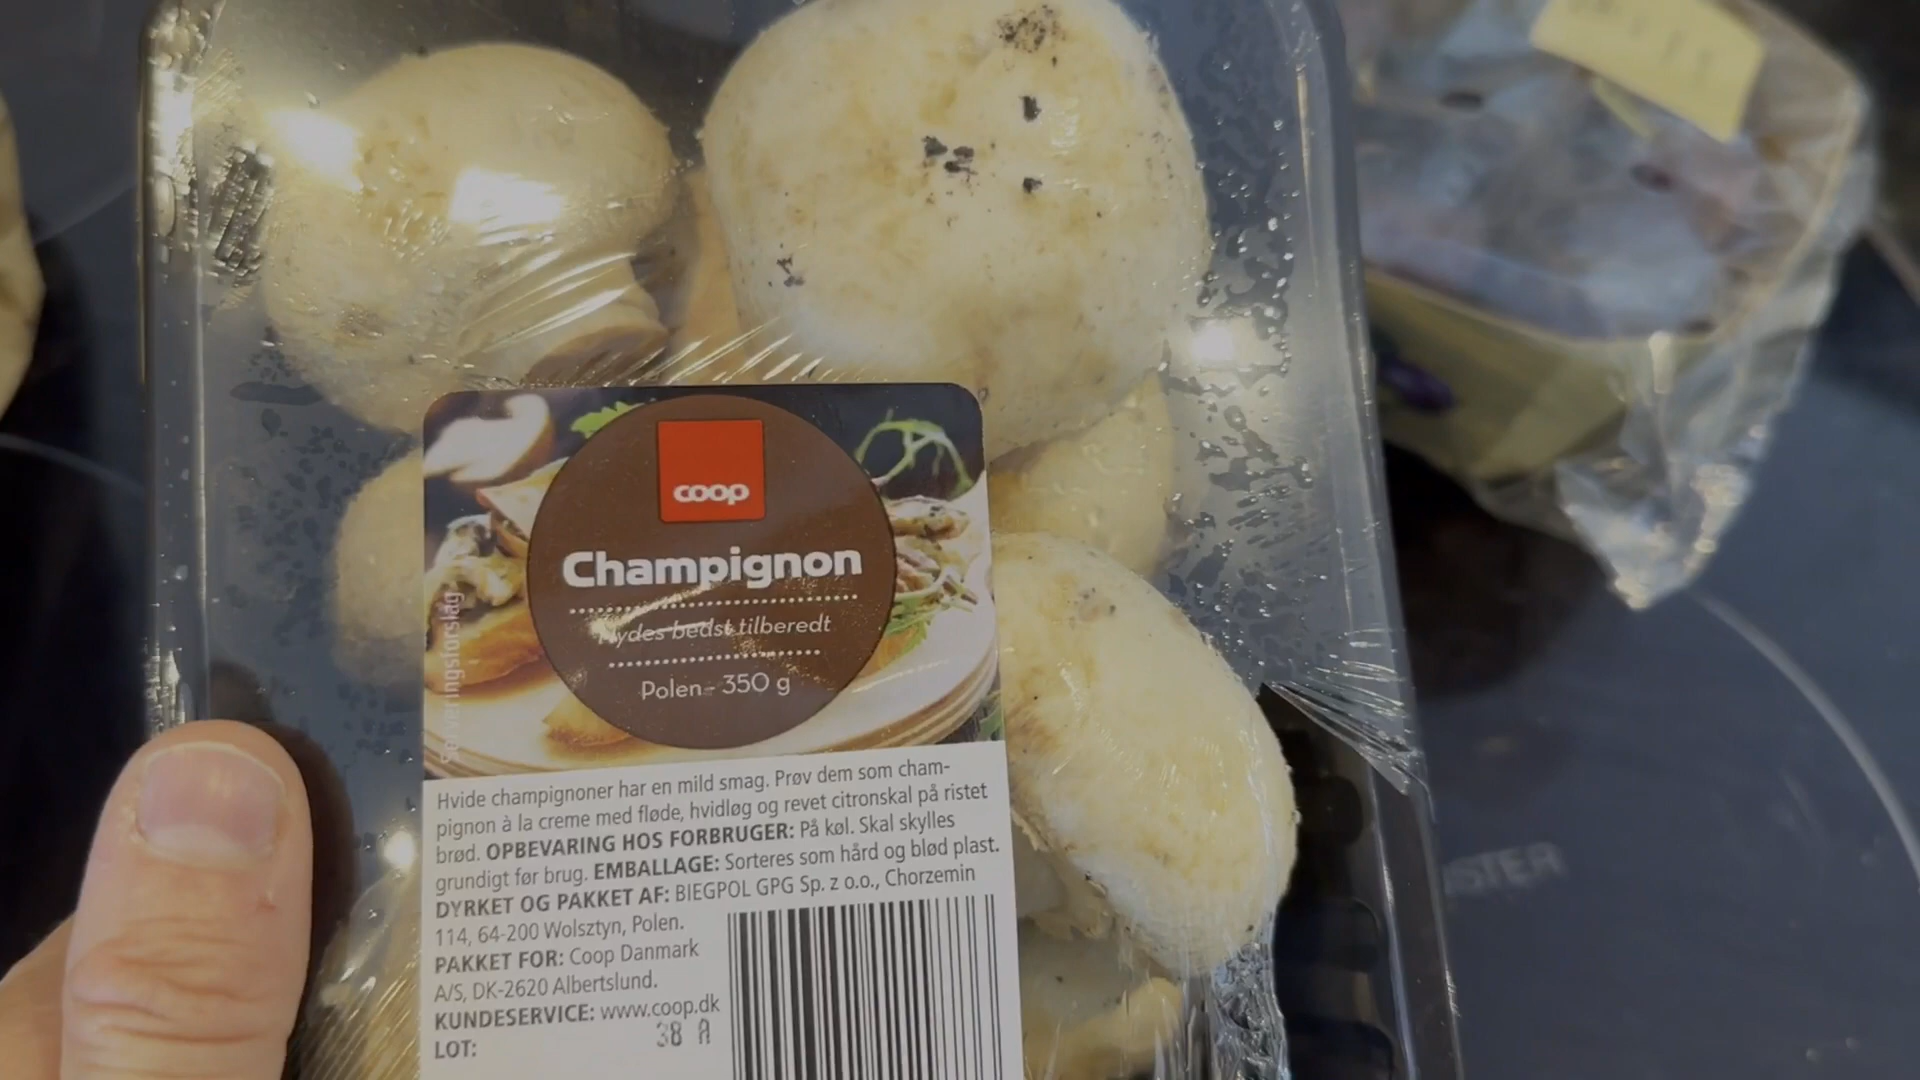 coop
Champignon
Nydes bedst tilberedt
Polen - 350 g
Serveringsforslag
Hvide champignoner har en mild smag. Prøv dem som cham-
pignon à la creme med fløde, hvidløg og revet citronskal på ristet
brød. OPBEVARING HOS FORBRUGER: På køl. Skal skylles
grundigt før brug. EMBALLAGE: Sorteres som hård og blød plast.
DYRKET OG PAKKET AF: BIEGPOL GPG Sp. z o.o., Chorzemin
114, 64-200 Wolsztyn, Polen.
PAKKET FOR: Coop Danmark
A/S, DK-2620 Albertslund.
KUNDESERVICE: www.coop.dk
LOT: 38 A